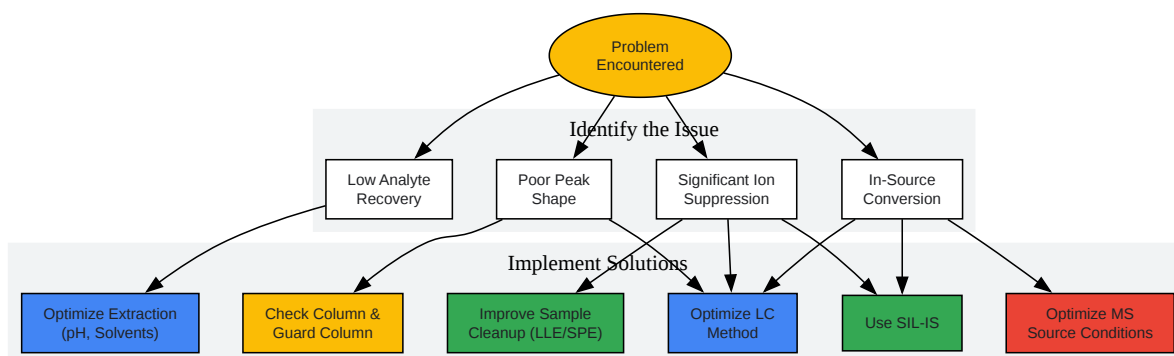 Problem
Encountered
Identify the Issue
Low Analyte
Recovery
Poor Peak
Shape
Significant Ion
Suppression
In-Source
Conversion
Implement Solutions
Optimize Extraction
(pH, Solvents)
Check Column &
Guard Column
Improve Sample
Cleanup (LLE/SPE)
Optimize LC
Method
Use SIL-IS
Optimize MS
Source Conditions